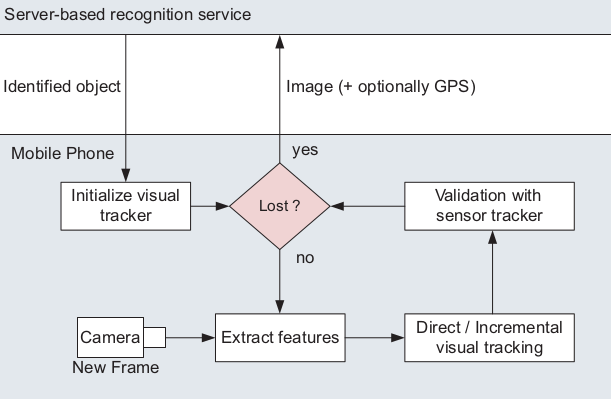 Server-based recognition service
Identified object
Image (+ optionally GPS)
Mobile Phone
yes
Initialize visual
tracker
Lost ?
Validation with
sensor tracker
no
Camera
New Frame
Extract features
Direct / Incremental
visual tracking